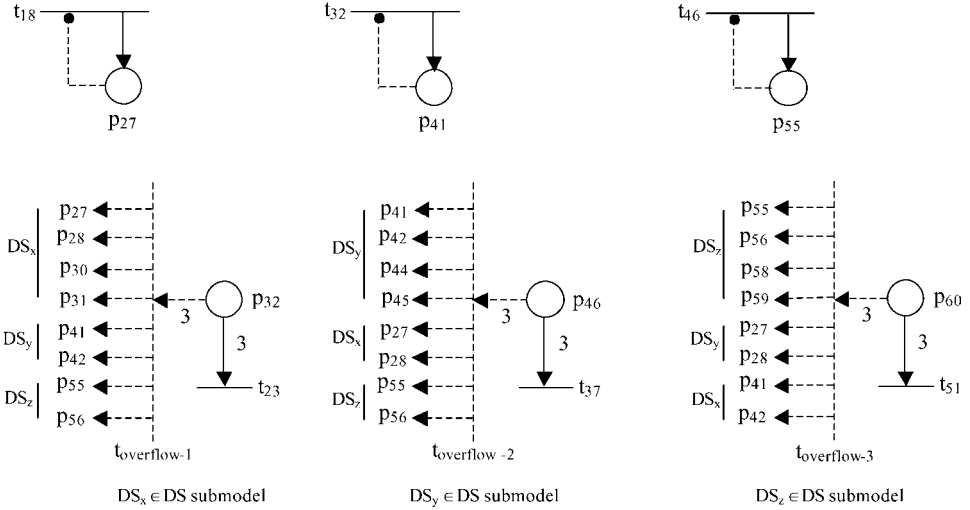 t18
t32
t46
p27
p41
p55
p27
p28
p30
p31
p41
p42
p55
p56
DSx
DSy
DSz
p32
3
3
t23
toverflow-1
DSx ∈ DS submodel
p41
p42
p44
p45
p27
p28
p55
p56
DSy
DSx
DSz
p46
3
3
t37
toverflow -2
DSy ∈ DS submodel
p55
p56
p58
p59
p27
p28
p41
p42
DSz
DSy
DSx
p60
3
3
t51
toverflow-3
DSz ∈ DS submodel